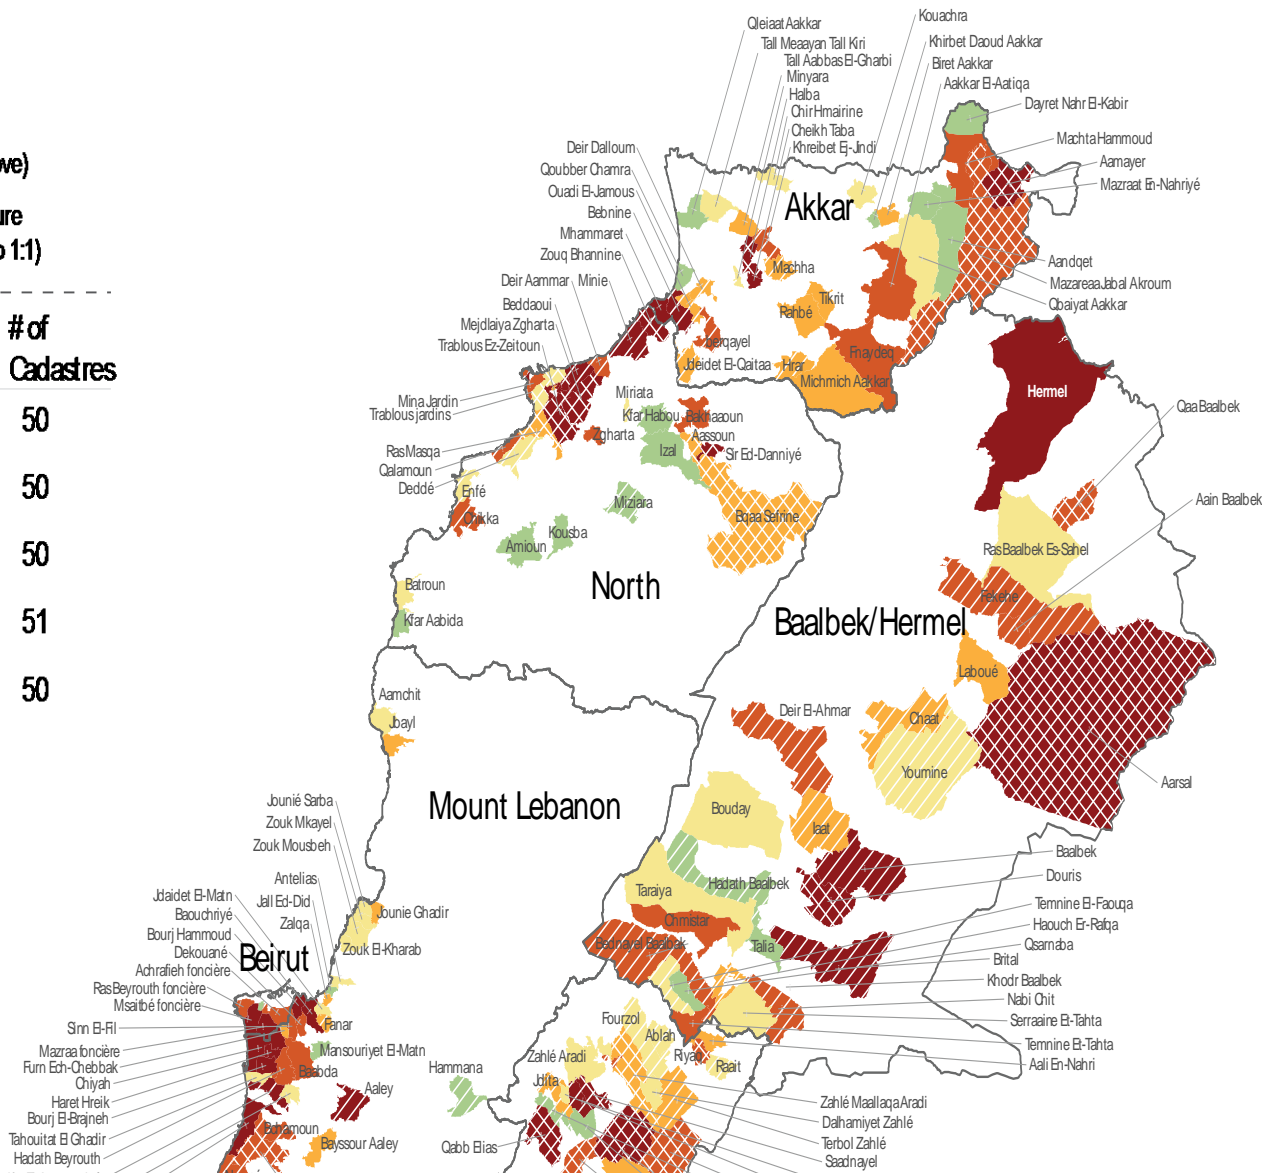 ve)
ure
o 1:1)
# of
Cadastres
50
50
50
51
50
Qleiaat Aakkar
Tall Meaayan Tall Kiri
Tall Aabbas El-Gharbi
Minyara
Halba
Chir Hmairine
Cheikh Taba
Khreibet Ej-Jindi
Kouachra
Khirbet Daoud Aakkar
Biret Aakkar
Aakkar El-Aatiqa
Dayret Nahr El-Kabir
Machta Hammoud
Aamayer
Mazraat En-Nahriyé
Aandqet
Mazareaa Jabal Akroum
Qbaiyat Aakkar
Deir Dalloum
Qoubber Chamra
Ouadi El-Jamous
Bebnine
Mhammaret
Zouq Bhannine
Deir Aammar
Minie
Beddaoui
Mejdlaiya Zgharta
Trablous Ez-Zeitoun
Akkar
Machha
Tikrit
Rahbé
berqayel
Jdeidet El-Qaitaa
Hrar
Fnaydeq
Michmich Aakkar
Mina Jardin
Trablous jardins
Ras Masqa
Qalamoun
Deddé
Miriata
Kfar Habou
Bakhaaoun
Zgharta
Aassoun
Izal
Sir Ed-Danniyé
Enfé
Chikka
Miziara
Bqaa Sefrine
Kousba
Amioun
North
Batroun
Kfar Aabida
Hermel
Qaa Baalbek
Aain Baalbek
Ras Baalbek Es-Sahel
Fekehe
Baalbek/Hermel
Laboué
Aamchit
Jbayl
Deir El-Ahmar
Chaat
Youmine
Aarsal
Mount Lebanon
Bouday
Iaat
Jounié Sarba
Zouk Mkayel
Zouk Mousbeh
Antelias
Jall Ed-Did
Zalqa
Jounie Ghadir
Zouk El-Kharab
Baalbek
Douris
Hadath Baalbek
Taraiya
Chmistar
Bednayel Baalbak
Talia
Temnine El-Faouqa
Haouch Er-Rafqa
Qsarnaba
Brital
Khodr Baalbek
Nabi Chit
Serraaine Et-Tahta
Temnine Et-Tahta
Aali En-Nahri
Jdaidet El-Matn
Baouchriyé
Bourj Hammoud
Dekouané
Achrafieh foncière
Ras Beyrouth foncière
Msaitbé foncière
Beirut
Sinn El-Fil
Mazraa foncière
Furn Ech-Chebbak
Chiyah
Haret Hreik
Bourj El-Brajneh
Tahouitat El Ghadir
Hadath Beyrouth
Fanar
Mansouriyet El-Matn
Baabda
Aaley
Bchamoun
Bayssour Aaley
Hammana
Fourzol
Ablah
Zahlé Aradi
Riyaq
Raait
Jdita
Qabb Elias
Zahlé Maallaqa Aradi
Dalhamiyet Zahlé
Terbol Zahlé
Saadnayel